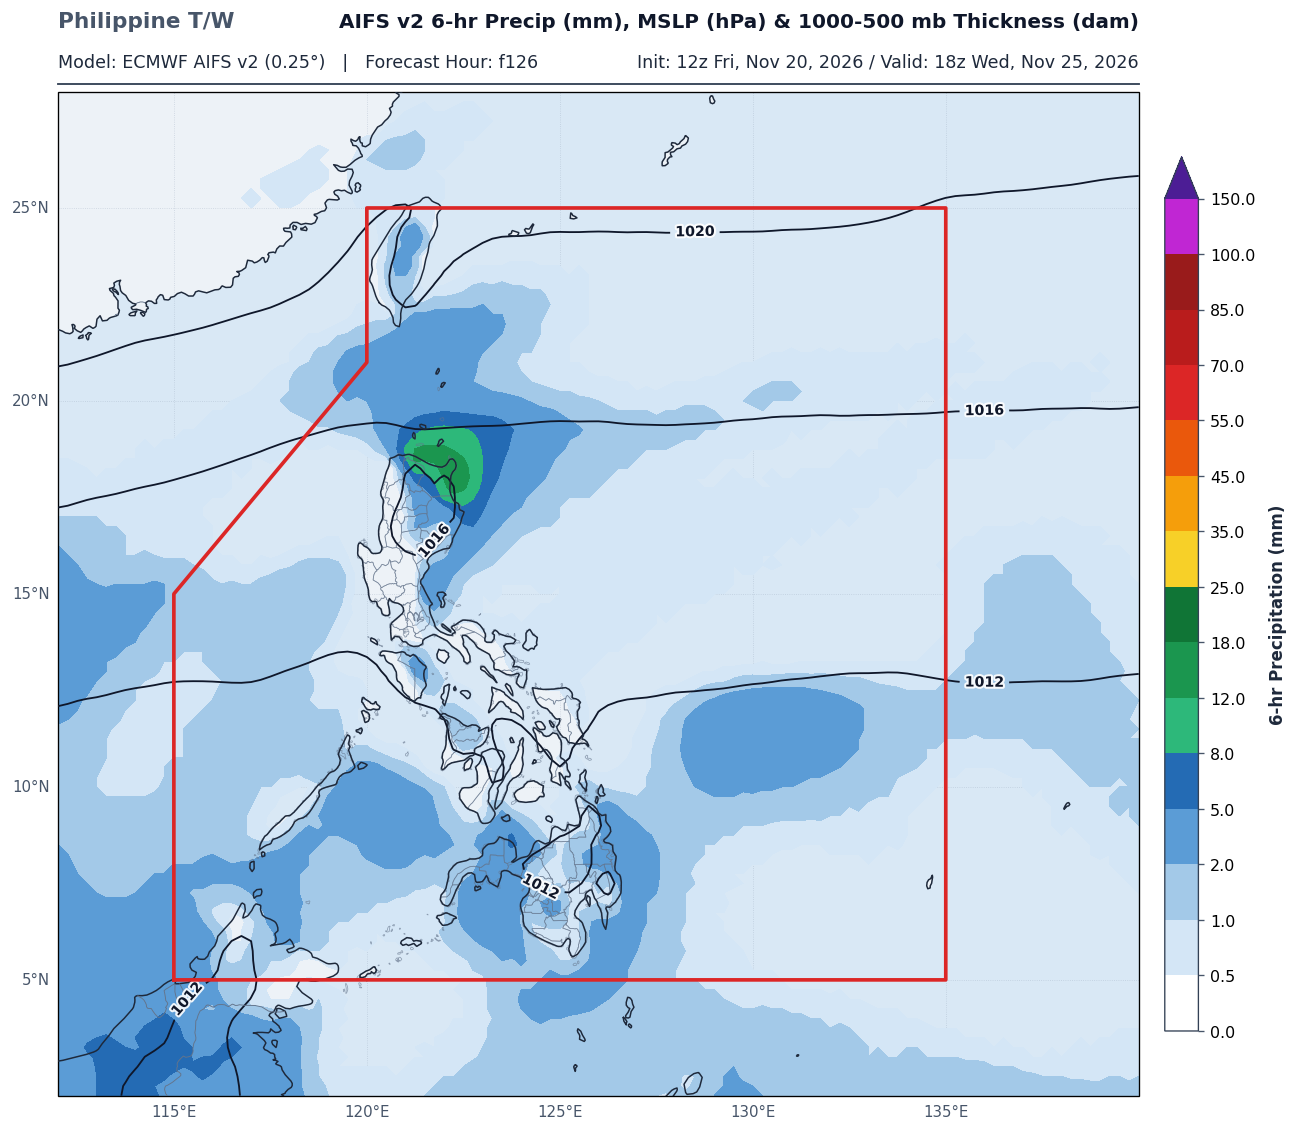 Philippine T/W
AIFS v2 6-hr Precip (mm), MSLP (hPa) & 1000-500 mb Thickness (dam)
Model: ECMWF AIFS v2 (0.25°) | Forecast Hour: f126
Init: 12z Fri, Nov 20, 2026 / Valid: 18z Wed, Nov 25, 2026
25°N
20°N
15°N
10°N
5°N
1020
1016
1016
1012
1012
1012
115°E
120°E
125°E
130°E
135°E
150.0
100.0
85.0
70.0
55.0
45.0
35.0
25.0
18.0
12.0
8.0
5.0
2.0
1.0
0.5
0.0
6-hr Precipitation (mm)